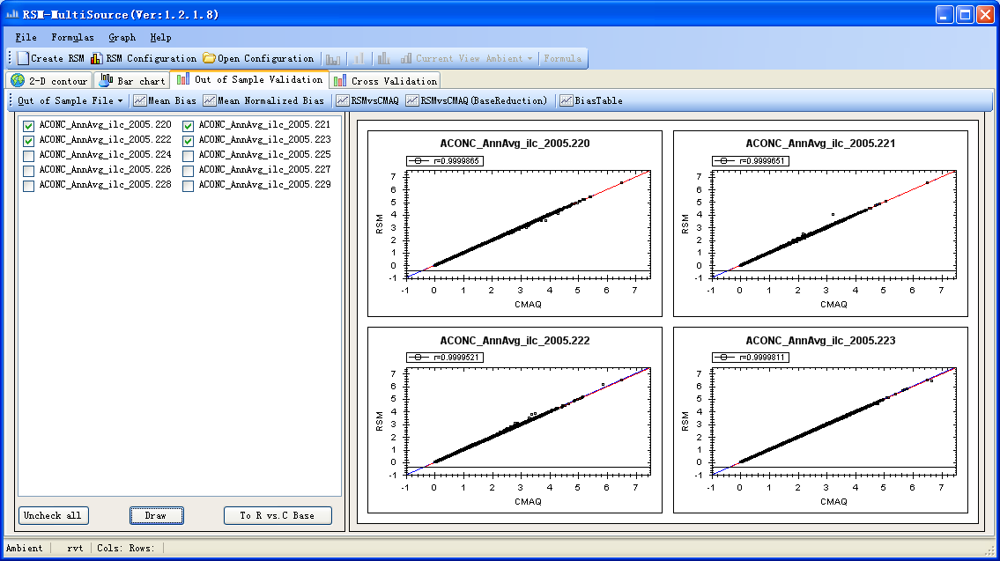 RSM-MultiSource(Ver:1.2.1.8)
File Formulas Graph Help
Create RSM RSM Configuration Open Configuration Current View Ambient Formula
2-D contour Bar chart Out of Sample Validation Cross Validation
Out of Sample File Mean Bias Mean Normalized Bias RSMvsCMAQ RSMvsCMAQ(BaseReduction) BiasTable
ACONC_AnnAvg_ilc_2005.220 ACONC_AnnAvg_ilc_2005.221
ACONC_AnnAvg_ilc_2005.222 ACONC_AnnAvg_ilc_2005.223
ACONC_AnnAvg_ilc_2005.224 ACONC_AnnAvg_ilc_2005.225
ACONC_AnnAvg_ilc_2005.226 ACONC_AnnAvg_ilc_2005.227
ACONC_AnnAvg_ilc_2005.228 ACONC_AnnAvg_ilc_2005.229
Uncheck all Draw To R vs.C Base
ACONC_AnnAvg_ilc_2005.220
r=0.9999865
7
6
5
4
3
2
1
0
-1
RSM
-1 0 1 2 3 4 5 6 7
CMAQ
ACONC_AnnAvg_ilc_2005.221
r=0.9999651
7
6
5
4
3
2
1
0
-1
RSM
-1 0 1 2 3 4 5 6 7
CMAQ
ACONC_AnnAvg_ilc_2005.222
r=0.9999521
7
6
5
4
3
2
1
0
-1
RSM
-1 0 1 2 3 4 5 6 7
CMAQ
ACONC_AnnAvg_ilc_2005.223
r=0.9999811
7
6
5
4
3
2
1
0
-1
RSM
-1 0 1 2 3 4 5 6 7
CMAQ
Ambient rvt Cols: Rows: